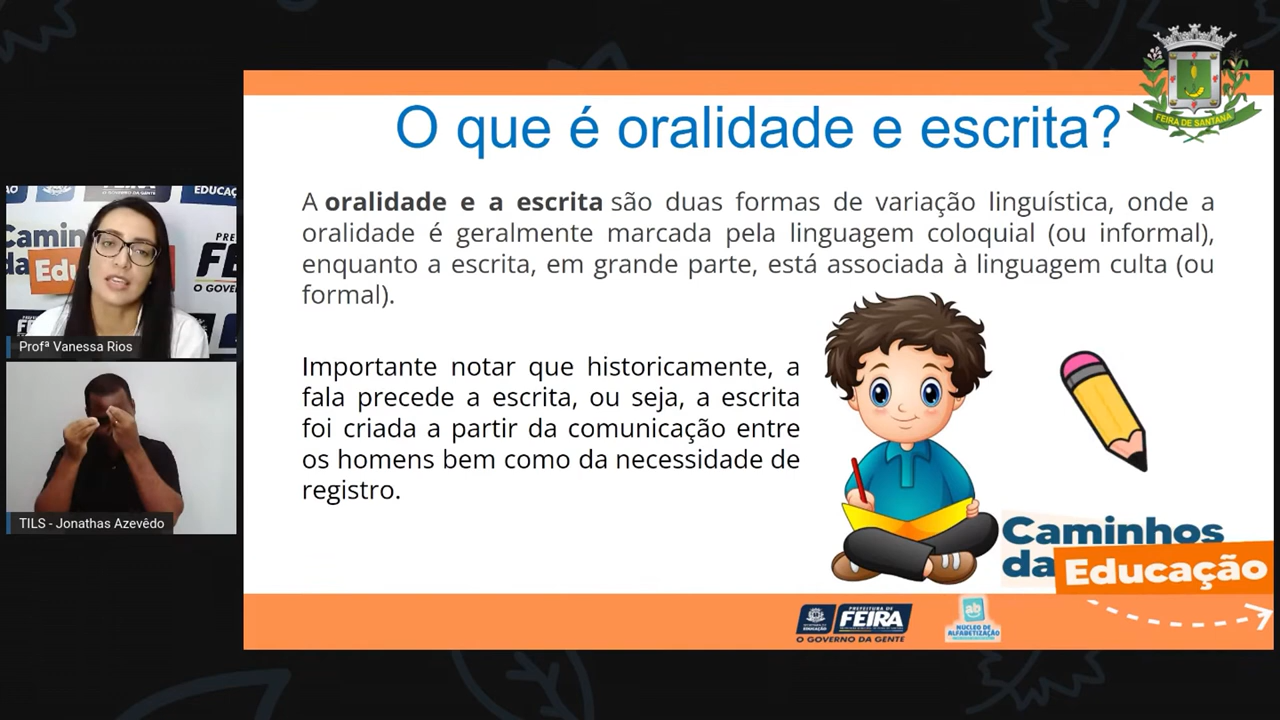 FEIRA DE SANTANA
O que é oralidade e escrita?
A oralidade e a escrita são duas formas de variação linguística, onde a
oralidade é geralmente marcada pela linguagem coloquial (ou informal),
enquanto a escrita, em grande parte, está associada à linguagem culta (ou
formal).
Importante notar que historicamente, a
fala precede a escrita, ou seja, a escrita
foi criada a partir da comunicação entre
os homens bem como da necessidade de
registro.
Profª Vanessa Rios
TILS - Jonathas Azevêdo
Caminhos
da Educação
PREFEITURA DE
FEIRA
O GOVERNO DA GENTE
EDUCAÇÃO
ab
NÚCLEO DE
ALFABETIZAÇÃO